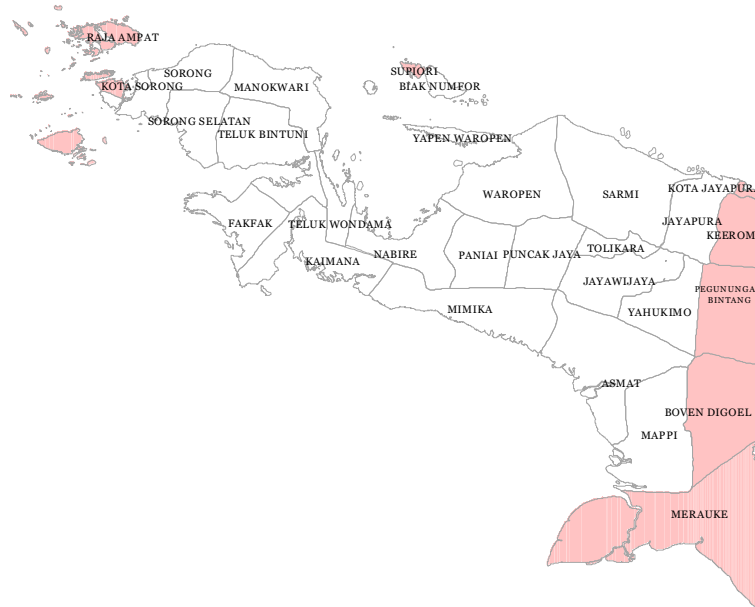 RAJA AMPAT
SORONG
KOTA SORONG
MANOKWARI
SUPIORI
BIAK NUMFOR
SORONG SELATAN
TELUK BINTUNI
YAPEN WAROPEN
WAROPEN
SARMI
KOTA JAYAPURA
FAKFAK
TELUK WONDAMA
JAYAPURA
KEEROM
KAIMANA
NABIRE
PANIAI
PUNCAK JAYA
TOLIKARA
JAYAWIJAYA
PEGUNUNGA
BINTANG
MIMIKA
YAHUKIMO
ASMAT
BOVEN DIGOEL
MAPPI
MERAUKE